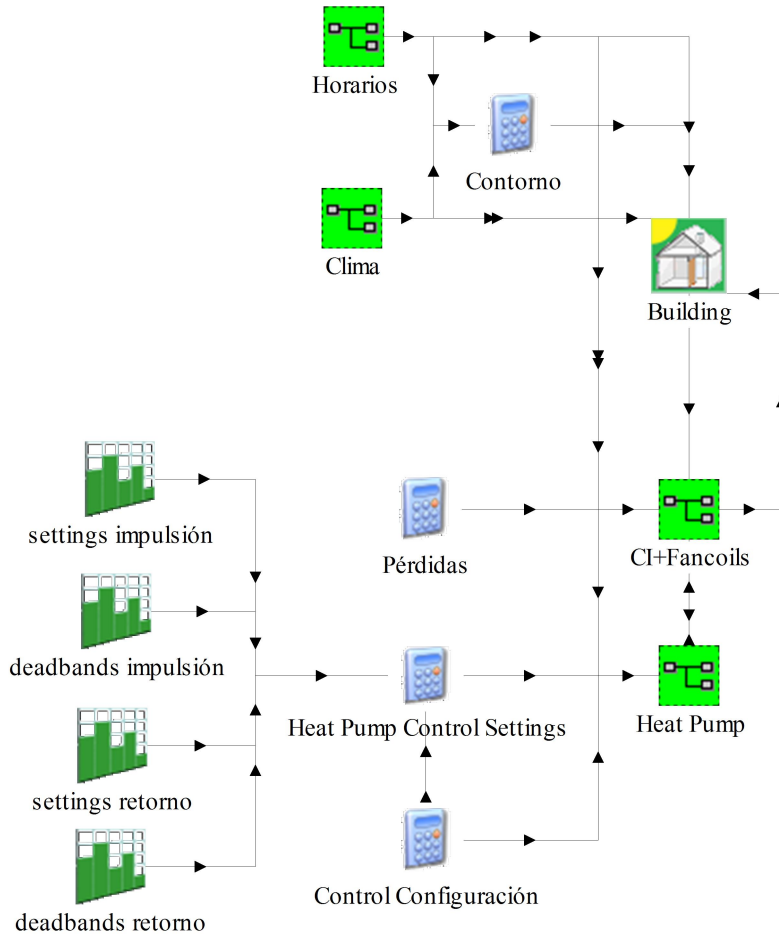 Horarios
Contorno
Clima
Building
settings impulsión
Pérdidas
CI+Fancoils
deadbands impulsión
Heat Pump Control Settings
Heat Pump
settings retorno
Control Configuración
deadbands retorno